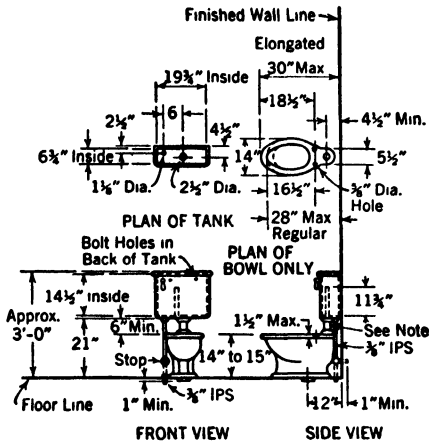 Finished Wall Line
Elongated
30" Max
19¾" Inside
18½"
6
2½"
4½"
4½" Min.
6¾" Inside
14"
5½"
1⅛" Dia.
2½" Dia.
16½"
⅜" Dia.
Hole
PLAN OF TANK
28" Max
Regular
Bolt Holes in
Back of Tank
PLAN OF
BOWL ONLY
8"
8"
14½" Inside
11¾"
Approx.
3'-0"
6" Min.
1½" Max.
See Note
21"
⅜" IPS
Stop
14" to 15"
⅜" IPS
Floor Line
1" Min.
12"
1" Min.
FRONT VIEW
SIDE VIEW